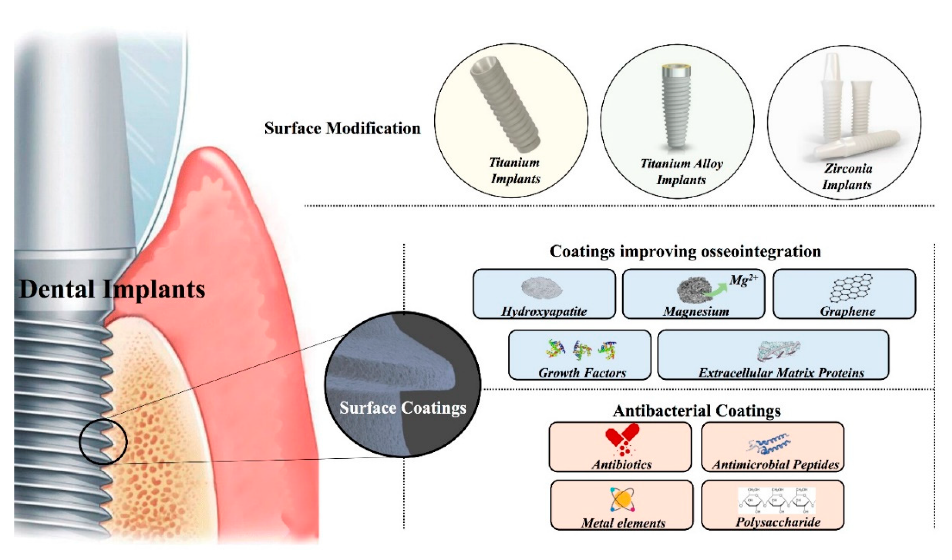 Surface Modification
Titanium
Implants
Titanium Alloy
Implants
Zirconia
Implants
Dental Implants
Coatings improving osseointegration
Hydroxyapatite
Mg2+
Magnesium
Graphene
Growth Factors
Extracellular Matrix Proteins
Surface Coatings
Antibacterial Coatings
Antibiotics
Antimicrobial Peptides
Metal elements
Polysaccharide